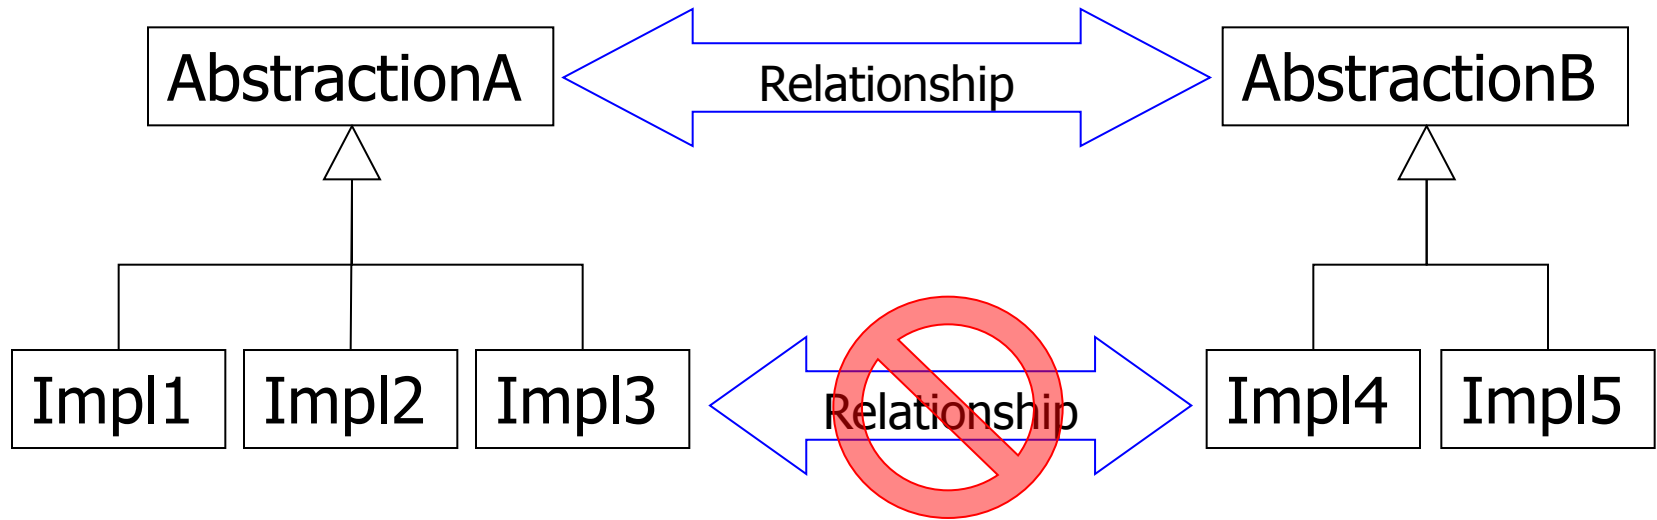 AbstractionA
Relationship
AbstractionB
Impl1
Impl2
Impl3
Relationship
Impl4
Impl5